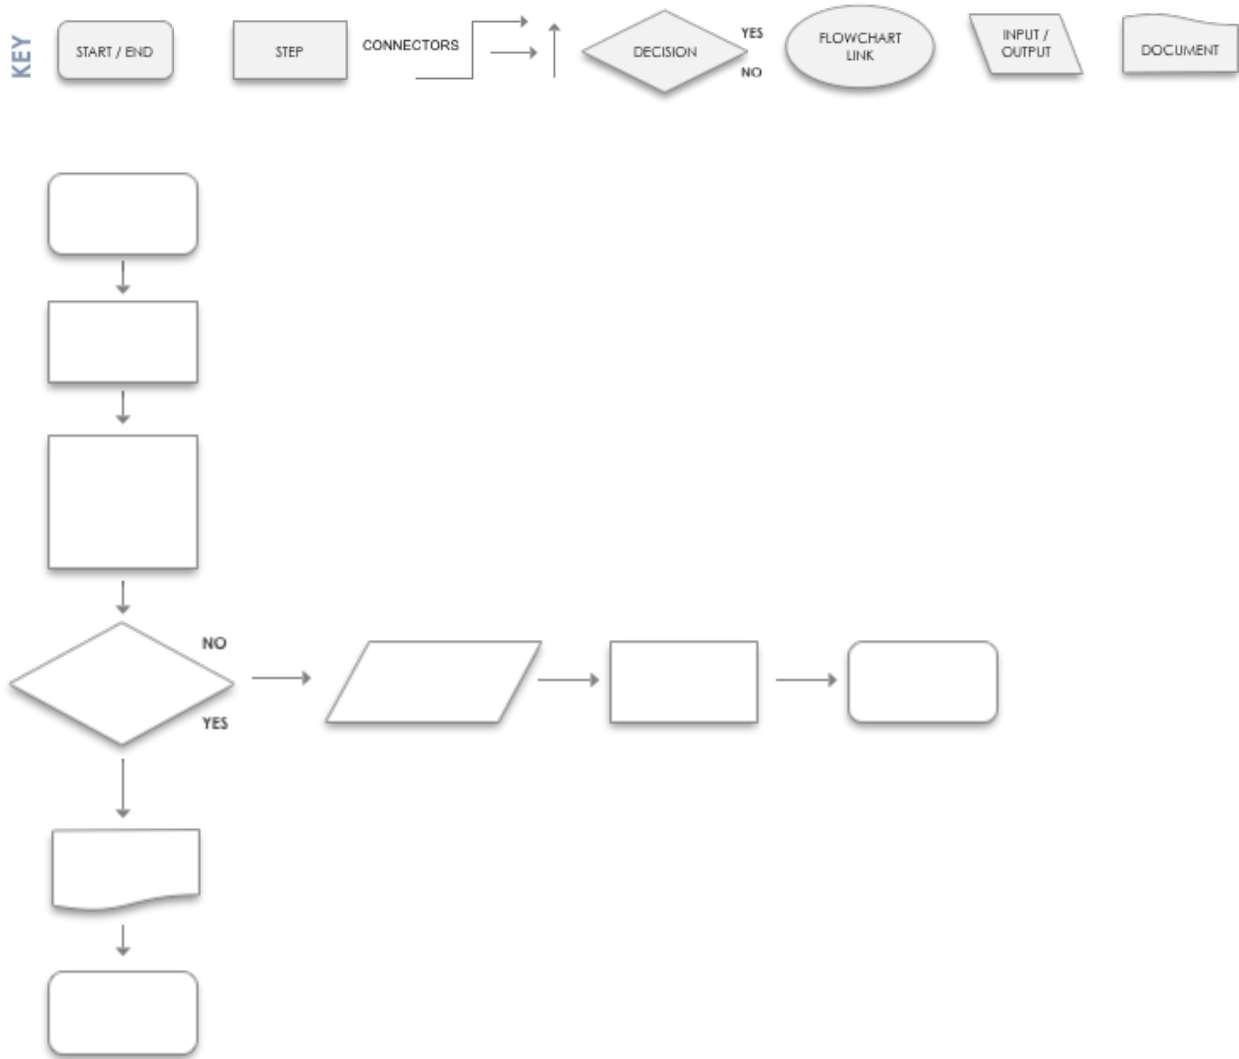 KEY
START / END
STEP
CONNECTORS
DECISION
YES
NO
FLOWCHART
LINK
INPUT /
OUTPUT
DOCUMENT
NO
YES